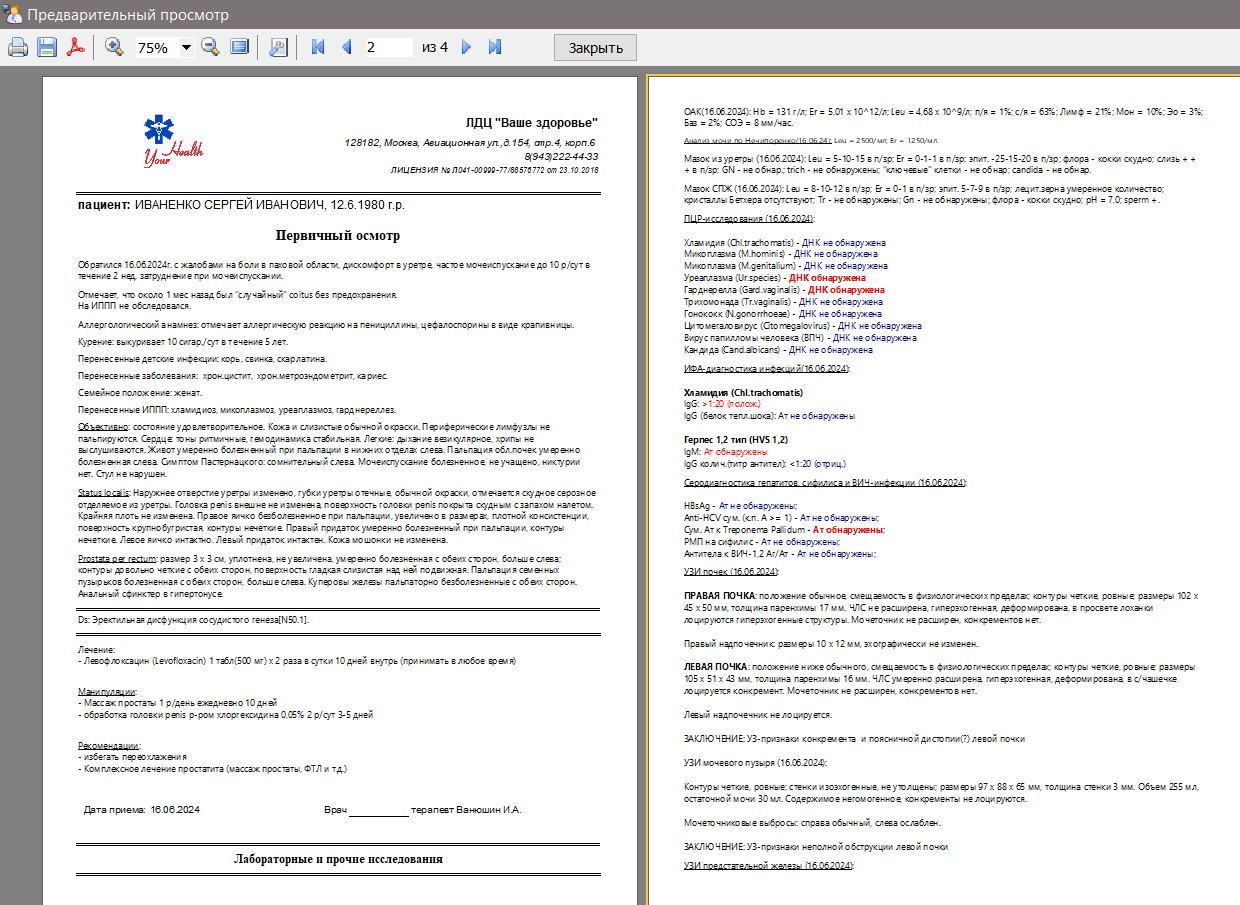 Предварительный просмотр
75%
2
из 4
Закрыть
Your Health
ЛДЦ "Ваше здоровье"
128182, Москва, Авиационная ул.,д.154, стр.4, корп.6
8(943)222-44-33
ЛИЦЕНЗИЯ № Л041-00999-77/88576772 от 23.10.2018
пациент: ИВАНЕНКО СЕРГЕЙ ИВАНОВИЧ, 12.6.1980 г.р.
Первичный осмотр
Обратился 16.06.2024г. с жалобами на боли в паховой области, дискомфорт в уретре, частое мочеиспускание до 10 р/сут в
течение 2 нед, затруднение при мочеиспускании.
Отмечает, что около 1 мес назад был "случайный" coitus без предохранения.
На ИППП не обследовался.
Аллергологический анамнез: отмечает аллергическую реакцию на пенициллины, цефалоспорины в виде крапивницы.
Курение: выкуривает 10 сигар./сут в течение 5 лет.
Перенесенные детские инфекции: корь, свинка, скарлатина.
Перенесенные заболевания: хрон.цистит, хрон.метроэндометрит, кариес.
Семейное положение: женат.
Перенесенные ИППП: хламидиоз, микоплазмоз, уреаплазмоз, гарднереллез.
Объективно: состояние удовлетворительное. Кожа и слизистые обычной окраски. Периферические лимфузлы не
пальпируются. Сердце: тоны ритмичные, гемодинамика стабильная. Легкие: дыхание везикулярное, хрипы не
выслушиваются. Живот умеренно болезненный при пальпации в нижних отделах слева. Пальпация обл.почек умеренно
болезненная слева. Симптом Пастернацкого: сомнительный слева. Мочеиспускание болезненное, не учащено, никтурии
нет. Стул не нарушен.
Status localis: Наружнее отверстие уретры изменено, губки уретры отечные, обычной окраски, отмечается скудное серозное
отделяемое из уретры. Головка penis внешне не изменена, поверхность головки penis покрыта скудным с запахом налетом.
Крайняя плоть не изменена. Правое яичко безболезненное при пальпации, увеличено в размерах, плотной консистенции,
поверхность крупнобугристая, контуры нечеткие. Правый придаток умеренно болезненный при пальпации, контуры
нечеткие. Левое яичко интактно. Левый придаток интактен. Кожа мошонки не изменена.
Prostata per rectum: размер 3 х 3 см, уплотнена, не увеличена, умеренно болезненная с обеих сторон, больше слева;
контуры довольно четкие с обеих сторон, поверхность гладкая слизистая над ней подвижная. Пальпация семенных
пузырьков болезненная с обеих сторон, больше слева. Куперовы железы пальпаторно безболезненные с обеих сторон.
Анальный сфинктер в гипертонусе.
Ds: Эректильная дисфункция сосудистого генеза[N50.1].
Лечение:
- Левофлоксацин (Levofloxacin) 1 табл(500 мг) х 2 раза в сутки 10 дней внутрь (принимать в любое время)
Манипуляции:
- Массаж простаты 1 р/день ежедневно 10 дней
- обработка головки penis р-ром хлоргексидина 0,05% 2 р/сут 3-5 дней
Рекомендации:
- избегать переохлажения
- Комплексное лечение простатита (массаж простаты, ФТЛ и т.д.)
Дата приема: 16.06.2024 Врач терапевт Ванюшин И.А.
Лабораторные и прочие исследования
ОАК(16.06.2024): Hb = 131 г/л; Er = 5,01 х 10^12/л; Leu = 4,68 х 10^9/л; п/я = 1%; с/я = 63%; Лимф = 21%; Мон = 10%; Эо = 3%;
Баз = 2%; СОЭ = 8 мм/час.
Анализ мочи по Нечипоренко(16.06.24): Leu = 2500/мл; Er = 1250/мл.
Мазок из уретры (16.06.2024): Leu = 5-10-15 в п/зр; Er = 0-1-1 в п/зр; эпит. -25-15-20 в п/зр; флора - кокки скудно; слизь + +
+ в п/зр; GN - не обнар.; trich - не обнаружены; "ключевые" клетки - не обнар; candida - не обнар.
Мазок СПЖ (16.06.2024): Leu = 8-10-12 в п/зр; Er = 0-1 в п/зр; эпит. 5-7-9 в п/зр; лецит.зерна умеренное количество;
кристаллы Бетхера отсутствуют; Tr - не обнаружены; Gn - не обнаружены; флора - кокки скудно; pH = 7,0; sperm +.
ПЦР-исследования (16.06.2024):
Хламидия (Chl.trachomatis) - ДНК не обнаружена
Микоплазма (M.hominis) - ДНК не обнаружена
Микоплазма (M.genitalium) - ДНК не обнаружена
Уреаплазма (Ur.species) - ДНК обнаружена
Гарднерелла (Gard.vaginalis) - ДНК обнаружена
Трихомонада (Tr.vaginalis) - ДНК не обнаружена
Гонококк (N.gonorrhoeae) - ДНК не обнаружена
Цитомегаловирус (Citomegalovirus) - ДНК не обнаружена
Вирус папилломы человека (ВПЧ) - ДНК не обнаружена
Кандида (Cand.albicans) - ДНК не обнаружена
ИФА-диагностика инфекций(16.06.2024):
Хламидия (Chl.trachomatis)
IgG: >1:20 (полож.)
IgG (белок тепл.шока): Ат не обнаружены
Герпес 1,2 тип (HVS 1,2)
IgM: Ат обнаружены
IgG колич.(титр антител): <1:20 (отриц.)
Серодиагностика гепатитов, сифилиса и ВИЧ-инфекции (16.06.2024):
HBsAg - Ат не обнаружены;
Anti-HCV сум. (к.п. А >= 1) - Ат не обнаружены;
Сум. Ат к Treponema Pallidum - Ат обнаружены;
РМП на сифилис - Ат не обнаружены;
Антитела к ВИЧ-1,2 Аг/Ат - Ат не обнаружены;
УЗИ почек (16.06.2024):
ПРАВАЯ ПОЧКА: положение обычное, смещаемость в физиологических пределах; контуры четкие, ровные; размеры 102 х
45 х 50 мм, толщина паренхимы 17 мм. ЧЛС не расширена, гиперэхогенная, деформирована, в просвете лоханки
лоцируются гиперэхогенные структуры. Мочеточник не расширен, конкрементов нет.
Правый надпочечник: размеры 10 х 12 мм, эхографически не изменен.
ЛЕВАЯ ПОЧКА: положение ниже обычного, смещаемость в физиологических пределах; контуры четкие, ровные; размеры
105 х 51 х 43 мм, толщина паренхимы 16 мм. ЧЛС умеренно расширена, гиперэхогенная, деформирована, в с/чашечке
лоцируется конкремент. Мочеточник не расширен, конкрементов нет.
Левый надпочечник не лоцируется.
ЗАКЛЮЧЕНИЕ: УЗ-признаки конкремента и поясничной дистопии(?) левой почки
УЗИ мочевого пузыря (16.06.2024):
Контуры четкие, ровные; стенки изоэхогенные, не утолщены; размеры 97 х 88 х 65 мм, толщина стенки 3 мм. Объем 255 мл,
остаточной мочи 30 мл. Содержимое негомогенное, конкременты не лоцируются.
Мочеточниковые выбросы: справа обычный, слева ослаблен.
ЗАКЛЮЧЕНИЕ: УЗ-признаки неполной обструкции левой почки
УЗИ предстательной железы (16.06.2024):